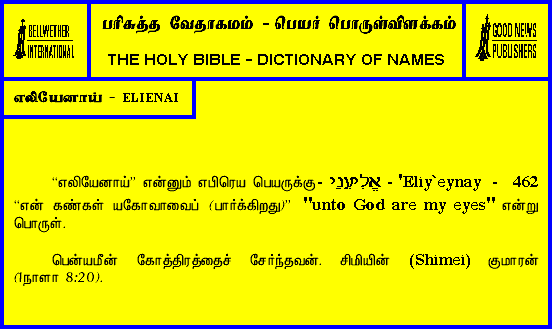 BELLWETHER
INTERNATIONAL
பரிசுத்த வேதாகமம் - பெயர் பொருள்விளக்கம்
THE HOLY BIBLE - DICTIONARY OF NAMES
GOOD NEWS
PUBLISHERS
எலியேனாய் - ELIENAI
“எலியேனாய்” என்னும் எபிரெய பெயருக்கு- אֱלִיעֵנַי - 'Eliy`eynay - 462
“என் கண்கள் யகோவாவைப் (பார்க்கிறது)” "unto God are my eyes" என்று
பொருள்.
பென்யமீன் கோத்திரத்தைச் சேர்ந்தவன். சிமியின் (Shimei) குமாரன்
(1நாளா 8:20).